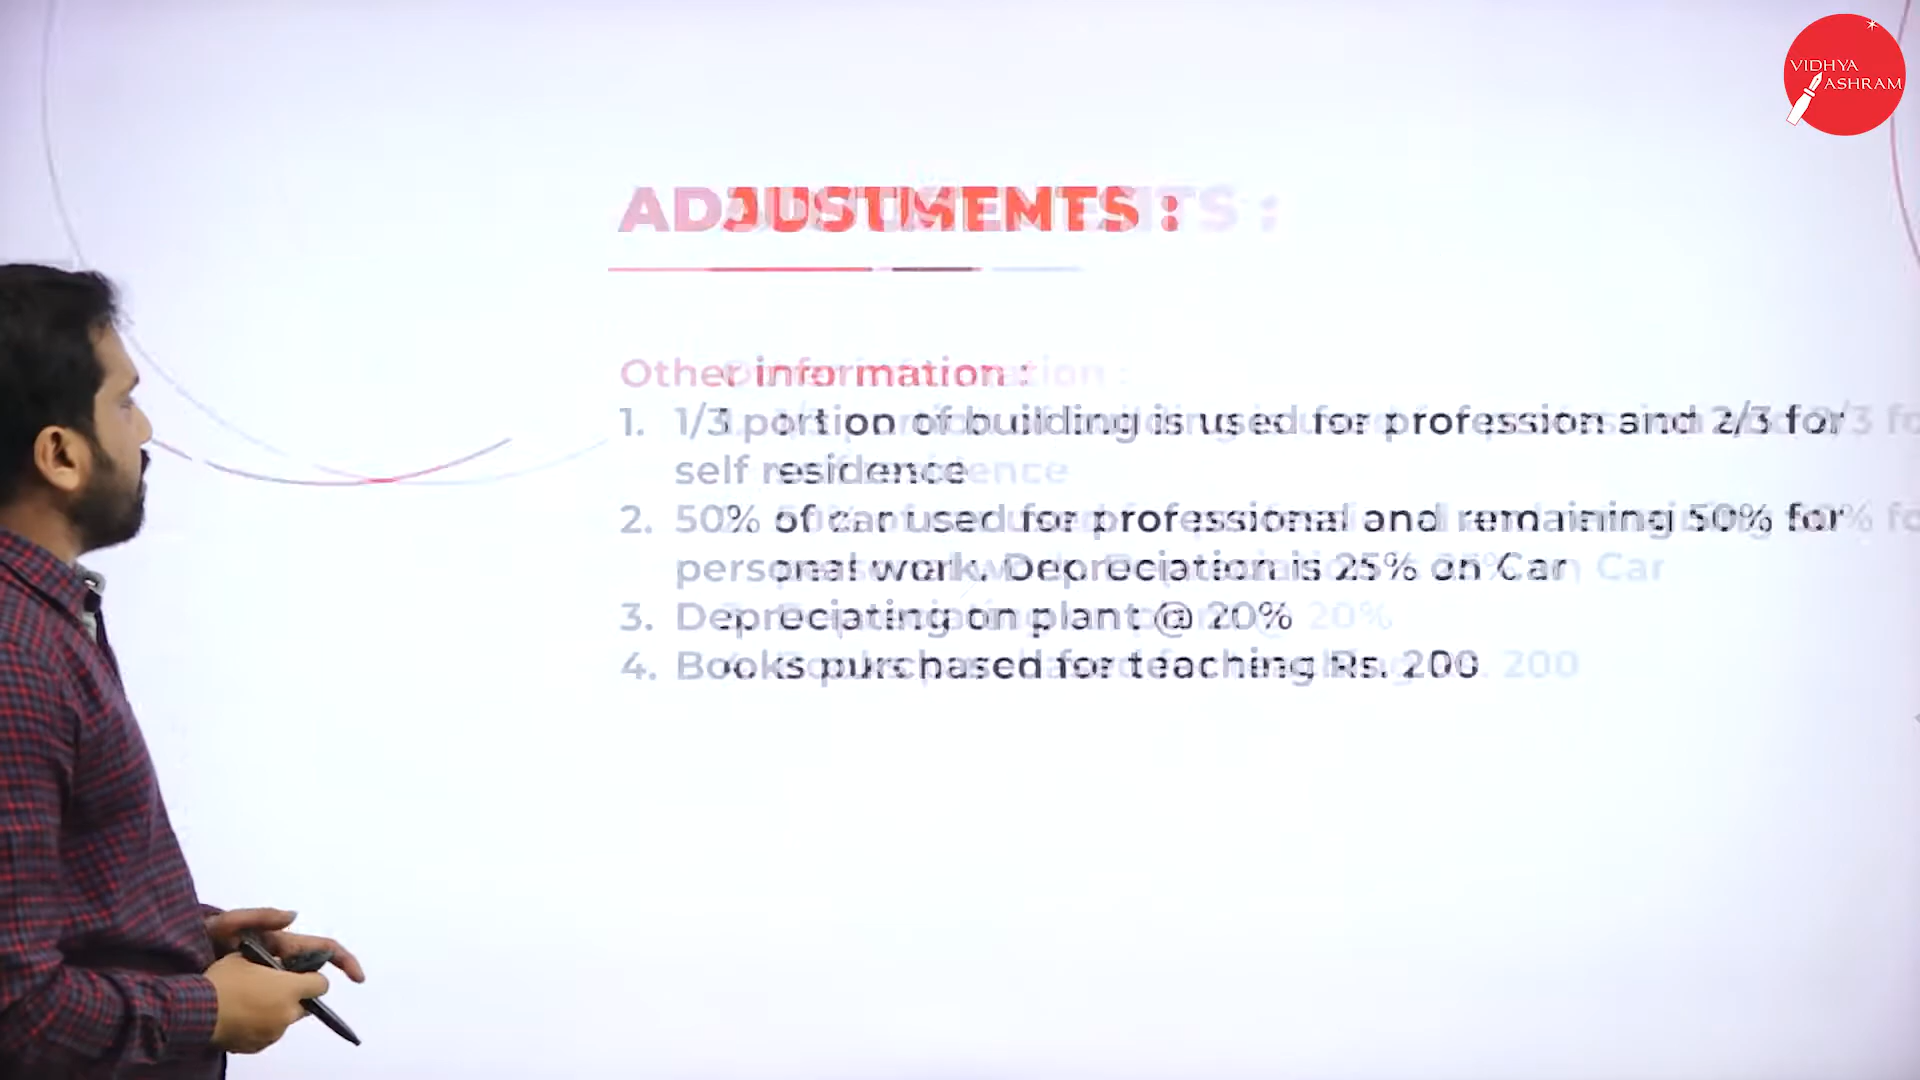 VIDHYA
ASHRAM
ADJUSTMENTS :
Other information :
1. 1/3 portion of building is used for profession and 2/3 for
self residence
2. 50% of car used for professional and remaining 50% for
personal work. Depreciation is 25% on Car
3. Depreciating on plant @ 20%
4. Books purchased for teaching Rs. 200